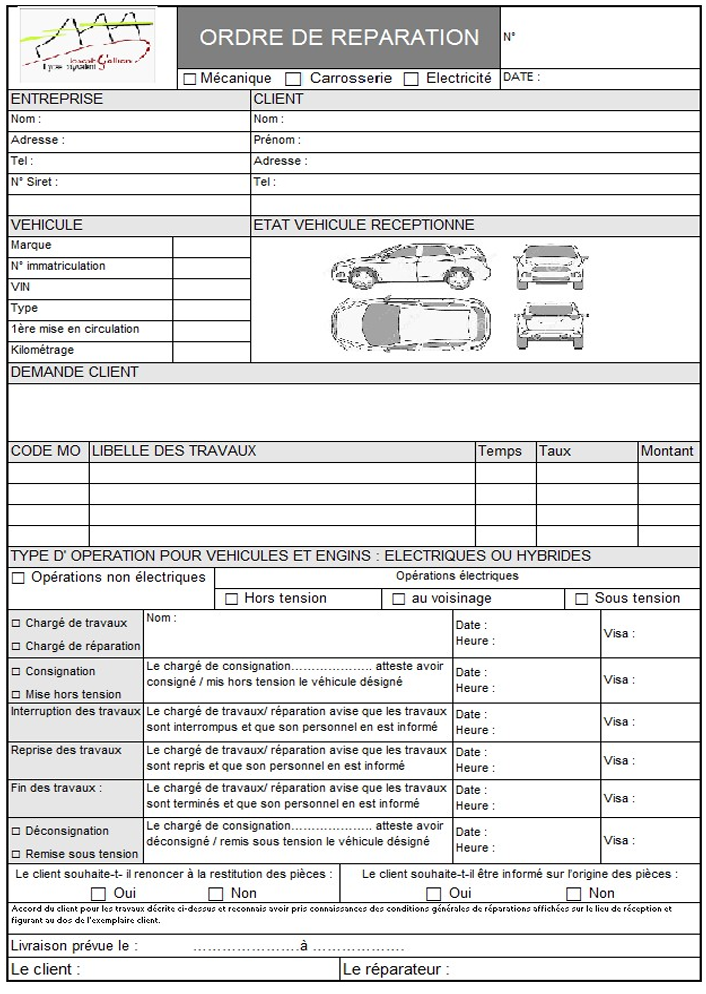 Lycée polyvalent Joseph Gallieni
ORDRE DE REPARATION
N°
Mécanique Carrosserie Electricité
DATE :
ENTREPRISE
CLIENT
Nom :
Nom :
Adresse :
Prénom :
Tel :
Adresse :
N° Siret :
Tel :
VEHICULE
ETAT VEHICULE RECEPTIONNE
Marque
N° immatriculation
VIN
Type
1ère mise en circulation
Kilométrage
DEMANDE CLIENT
CODE MO LIBELLE DES TRAVAUX Temps Taux Montant
TYPE D' OPERATION POUR VEHICULES ET ENGINS : ELECTRIQUES OU HYBRIDES
Opérations non électriques
Opérations électriques
Hors tension au voisinage Sous tension
Chargé de travaux
Chargé de réparation
Nom :
Date :
Heure :
Visa :
Consignation
Mise hors tension
Le chargé de consignation……………….. atteste avoir
consigné / mis hors tension le véhicule désigné
Date :
Heure :
Visa :
Interruption des travaux
Le chargé de travaux/ réparation avise que les travaux
sont interrompus et que son personnel en est informé
Date :
Heure :
Visa :
Reprise des travaux
Le chargé de travaux/ réparation avise que les travaux
sont repris et que son personnel en est informé
Date :
Heure :
Visa :
Fin des travaux :
Le chargé de travaux/ réparation avise que les travaux
sont terminés et que son personnel en est informé
Date :
Heure :
Visa :
Déconsignation
Remise sous tension
Le chargé de consignation……………….. atteste avoir
déconsigné / remis sous tension le véhicule désigné
Date :
Heure :
Visa :
Le client souhaite-t- il renoncer à la restitution des pièces :
Oui Non
Le client souhaite-t-il être informé sur l'origine des pièces :
Oui Non
Accord du client pour les travaux décrite ci-dessus et reconnais avoir pris connaissances des conditions générales de réparations affichées sur le lieu de réception et
figurant au dos de l'exemplaire client.
Livraison prévue le : …………………..à ……………….
Le client :
Le réparateur :